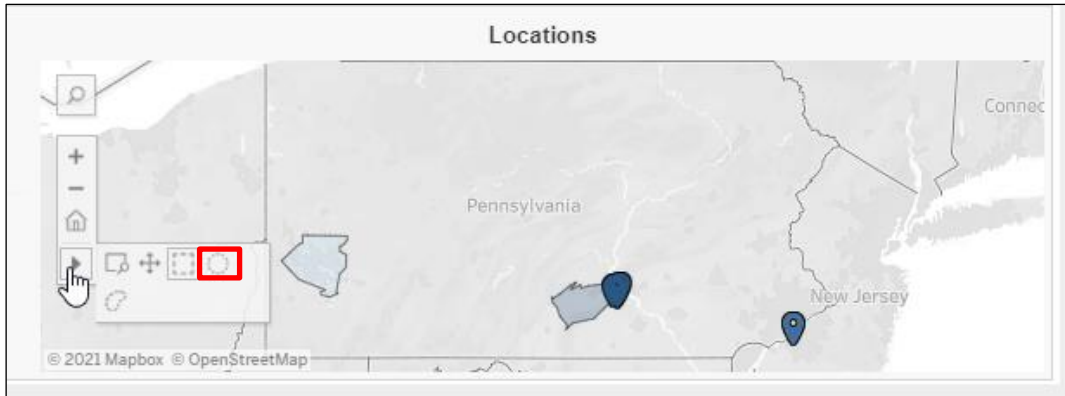 Locations
Connec
Pennsylvania
New Jersey
© 2021 Mapbox © OpenStreetMap